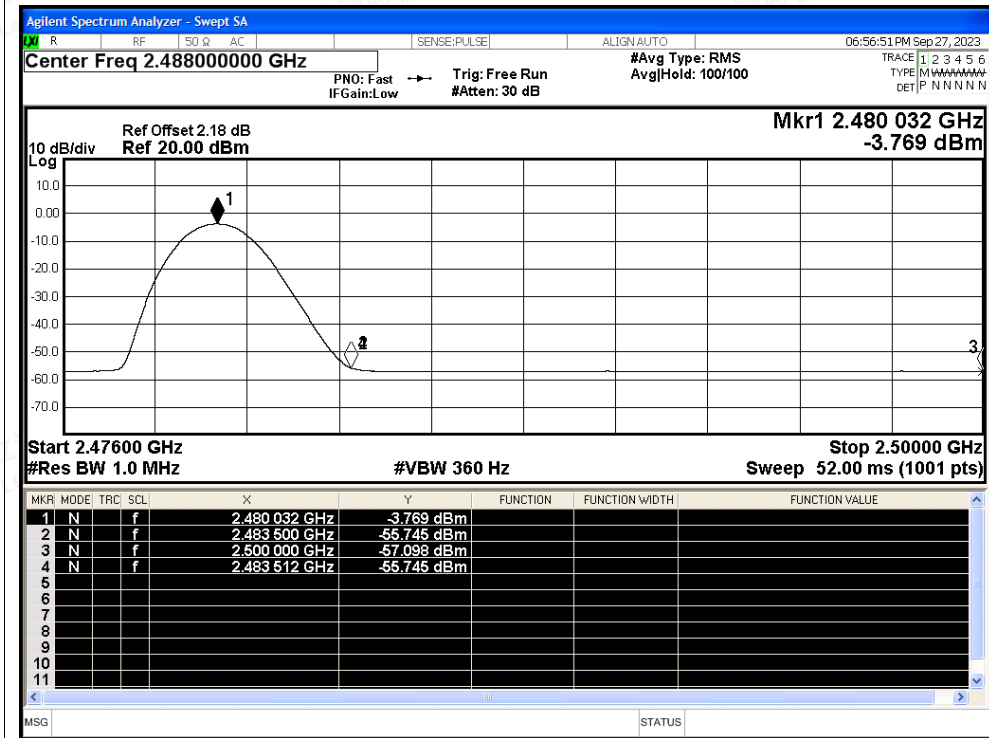 Agilent Spectrum Analyzer - Swept SA
LXI R RF 50 Ω AC SENSE:PULSE ALIGN AUTO 06:56:51 PM Sep 27, 2023
Center Freq 2.488000000 GHz
PNO: Fast
IFGain:Low
Trig: Free Run
#Atten: 30 dB
#Avg Type: RMS
Avg|Hold: 100/100
TRACE 1 2 3 4 5 6
TYPE M WWWWW
DET P N N N N N
Mkr1 2.480 032 GHz
-3.769 dBm
Ref Offset 2.18 dB
10 dB/div Ref 20.00 dBm
Log
10.0
0.00
-10.0
-20.0
-30.0
-40.0
-50.0
-60.0
-70.0
1
2
3
Start 2.47600 GHz Stop 2.50000 GHz
#Res BW 1.0 MHz #VBW 360 Hz Sweep 52.00 ms (1001 pts)
MKR MODE TRC SCL X Y FUNCTION FUNCTION WIDTH FUNCTION VALUE
1 N f 2.480 032 GHz -3.769 dBm
2 N f 2.483 500 GHz -55.745 dBm
3 N f 2.500 000 GHz -57.098 dBm
4 N f 2.483 512 GHz -55.745 dBm
5
6
7
8
9
10
11
MSG STATUS